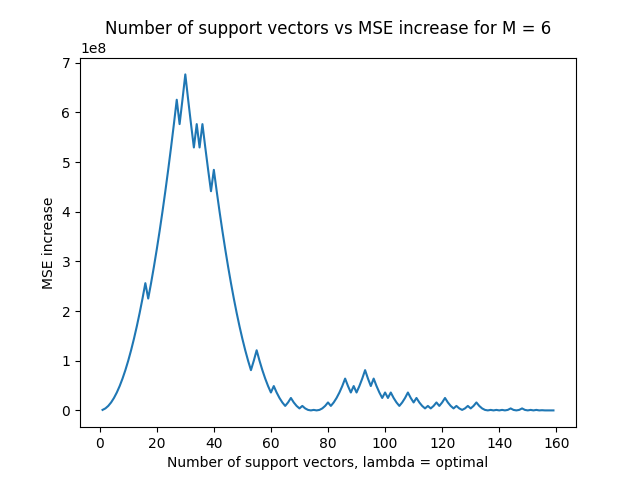 Number of support vectors vs MSE increase for M = 6
1e8
7
6
5
4
3
2
1
0
MSE increase
0 20 40 60 80 100 120 140 160
Number of support vectors, lambda = optimal